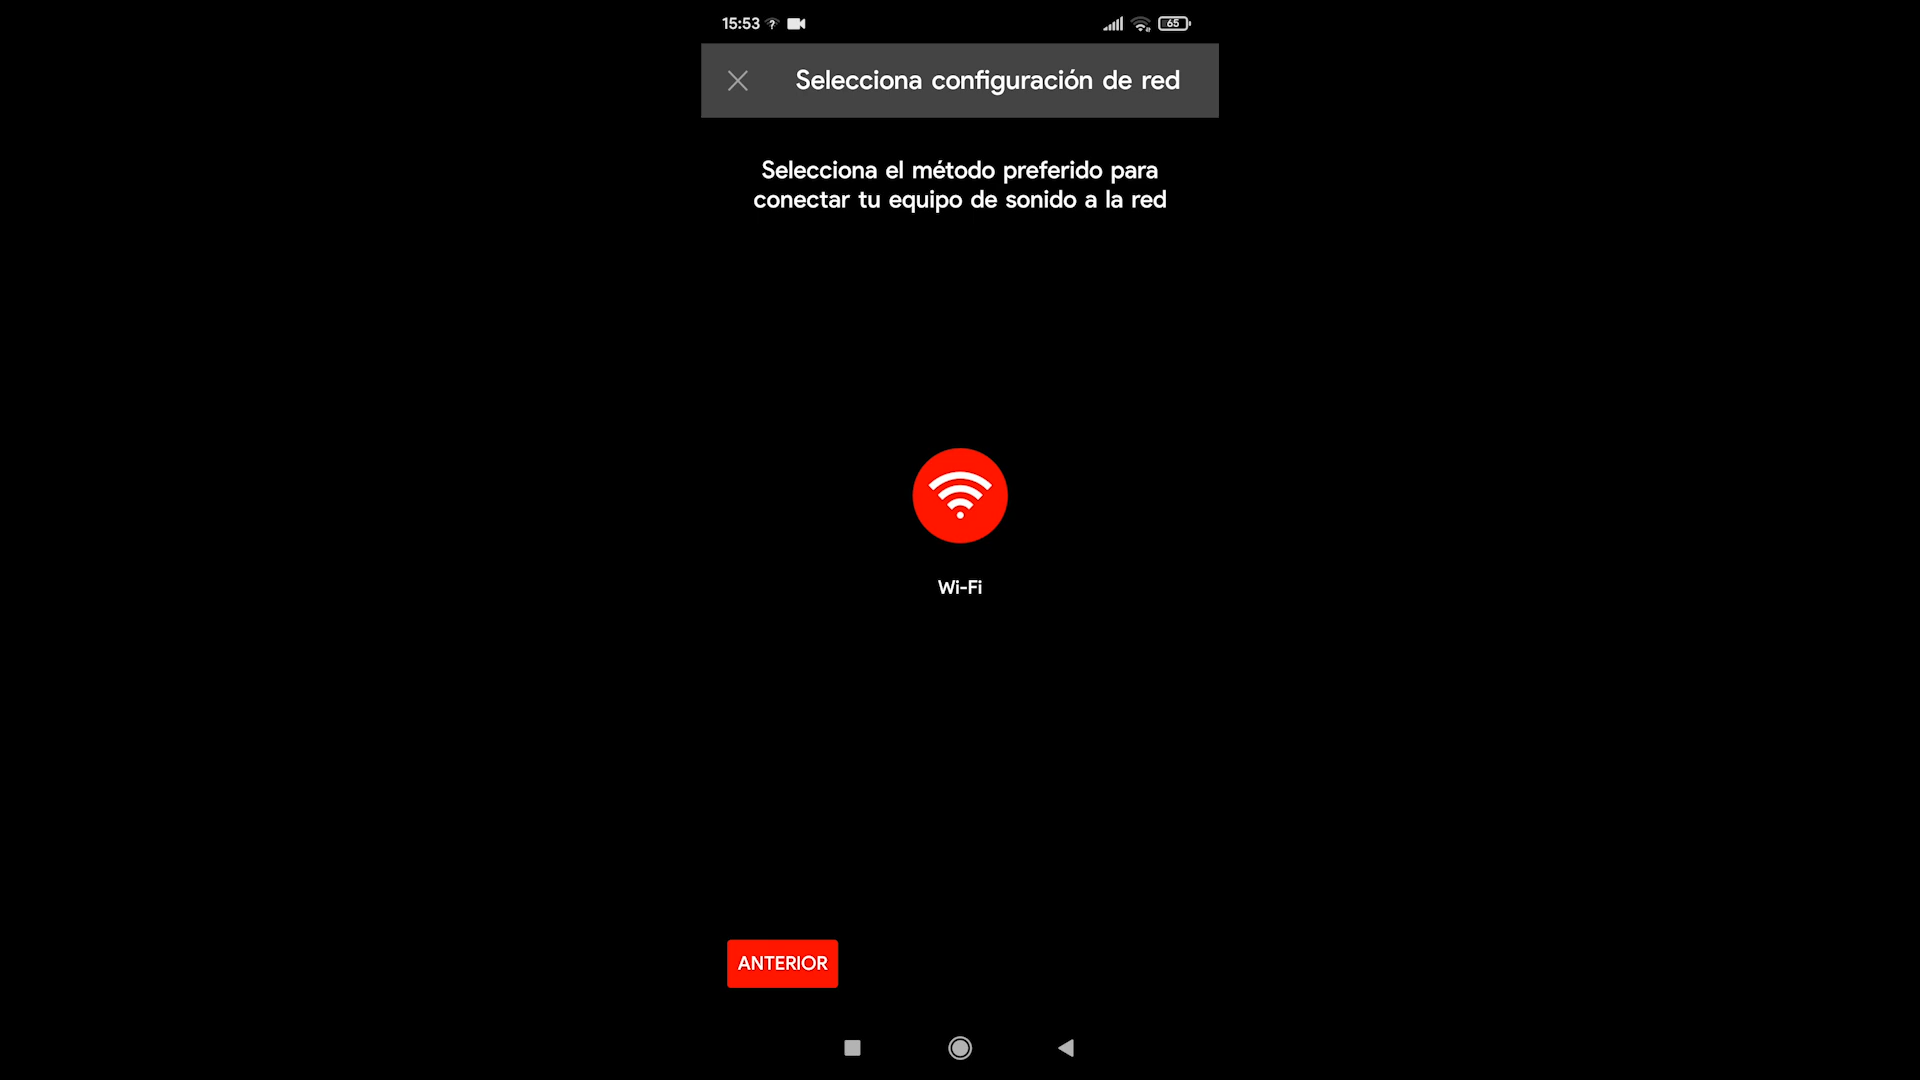 15:53
65
Selecciona configuración de red
Selecciona el método preferido para
conectar tu equipo de sonido a la red
Wi-Fi
ANTERIOR